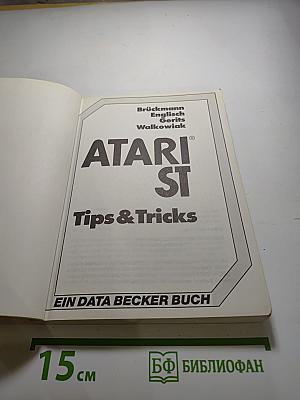 Brückmann
Englisch
Gerits
Walkowiak
ATARI®
ST
Tips & Tricks
EIN DATA BECKER BUCH
15 см
БФ БИБЛИОФАН